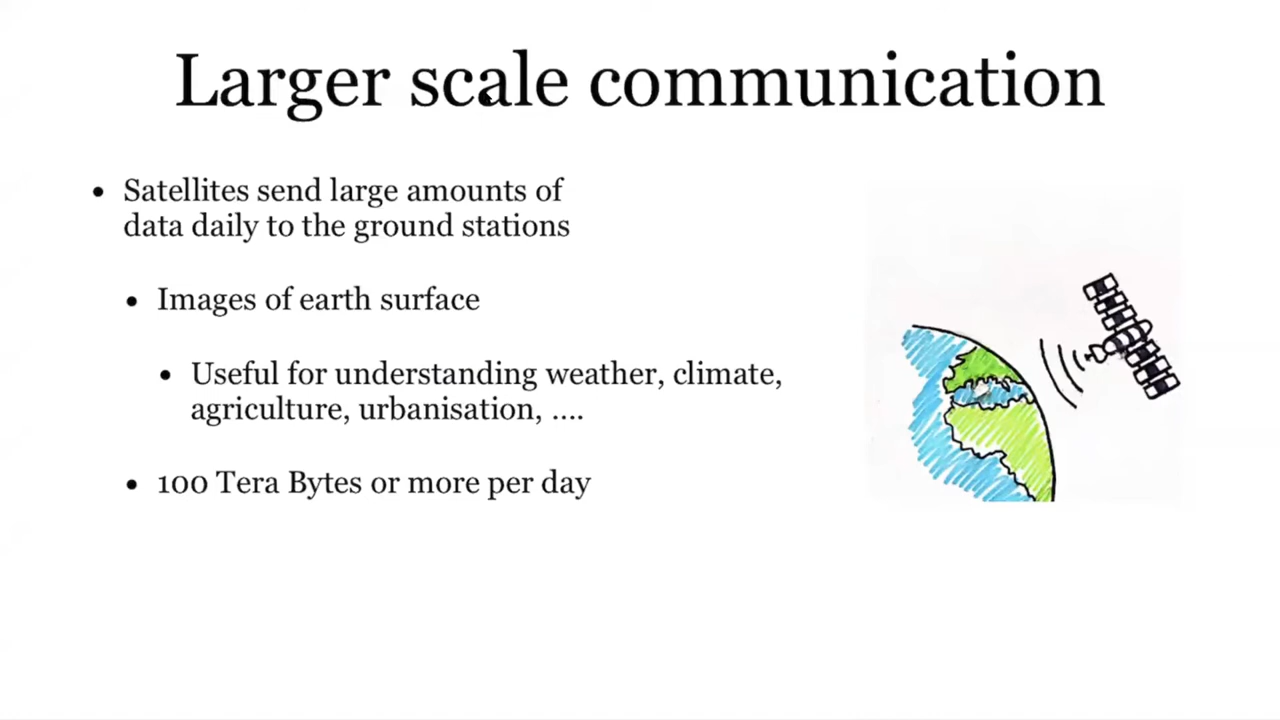 Larger scale communication
• Satellites send large amounts of
data daily to the ground stations
• Images of earth surface
• Useful for understanding weather, climate,
agriculture, urbanisation, ....
• 100 Tera Bytes or more per day